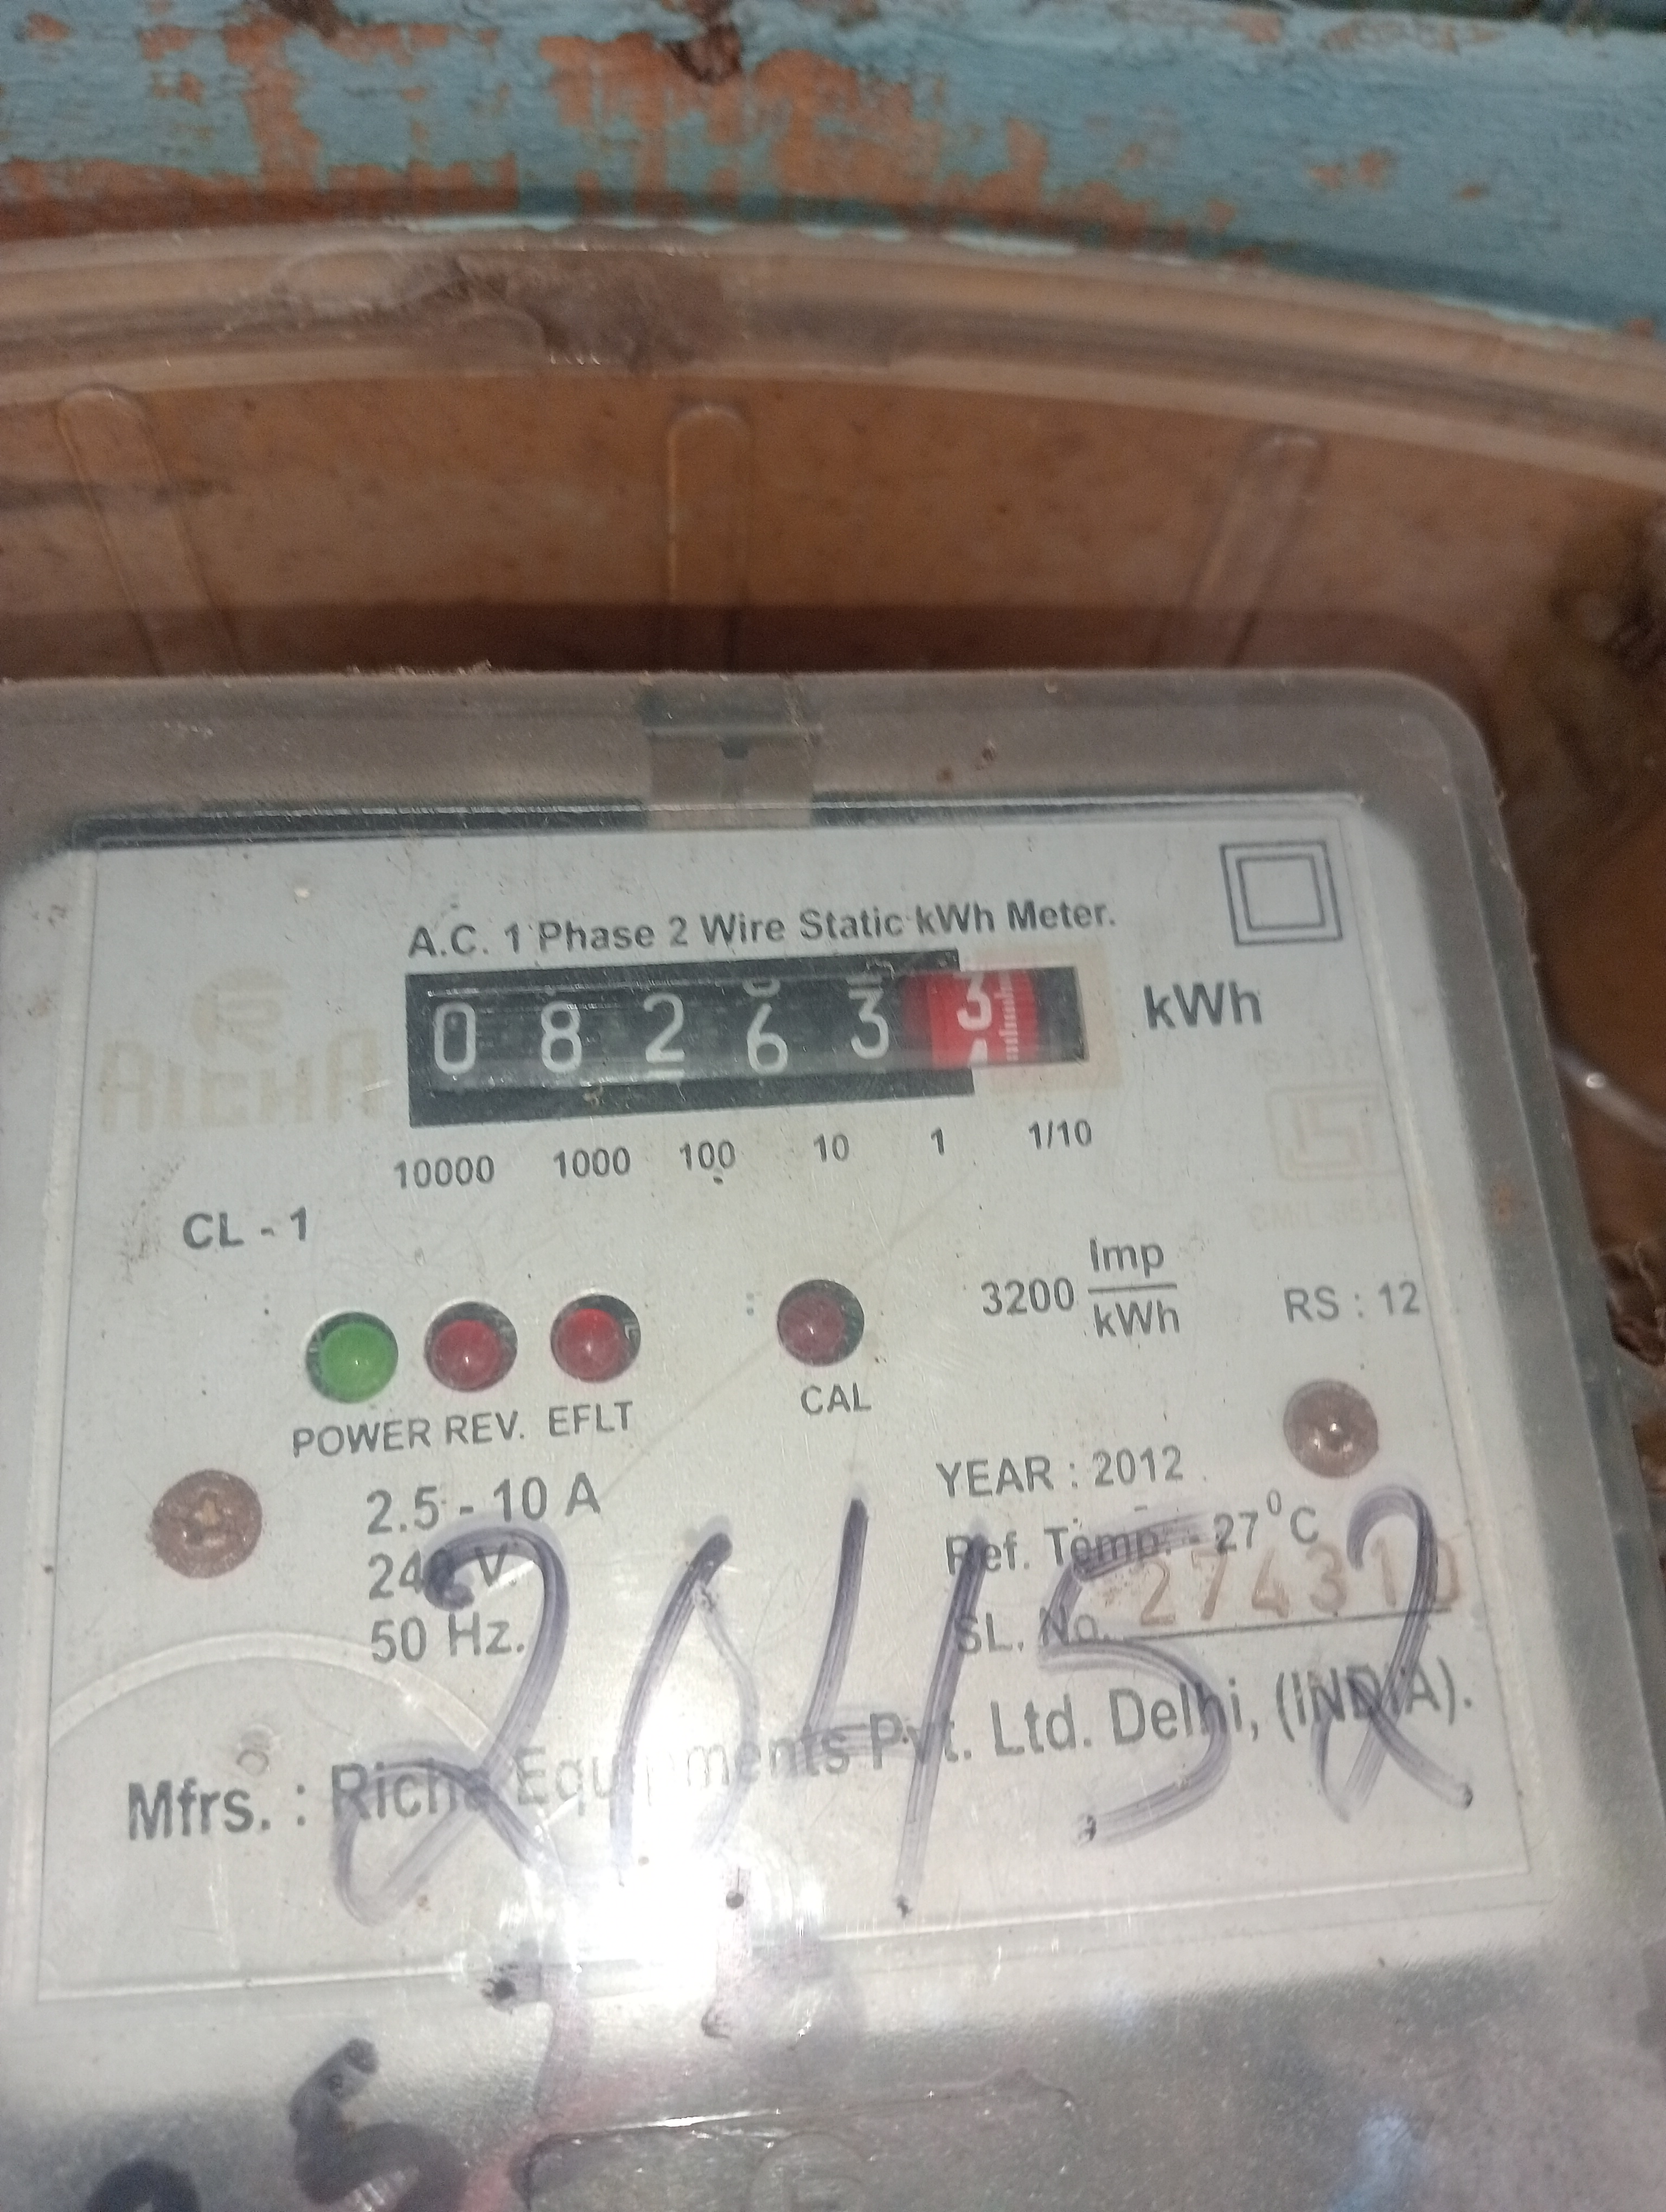 A.C. 1 Phase 2 Wire Static kWh Meter.
RICHA
0 8 2 6 3 3 kWh
10000 1000 100 10 1 1/10
CL - 1
3200 Imp/kWh RS : 12
POWER REV. EFLT CAL
2.5 - 10 A
YEAR : 2012
240 V.
Ref. Temp. - 27°C
50 Hz.
SL. No. 274310
20452
Mfrs. : Richa Equipments Pvt. Ltd. Delhi, (INDIA).